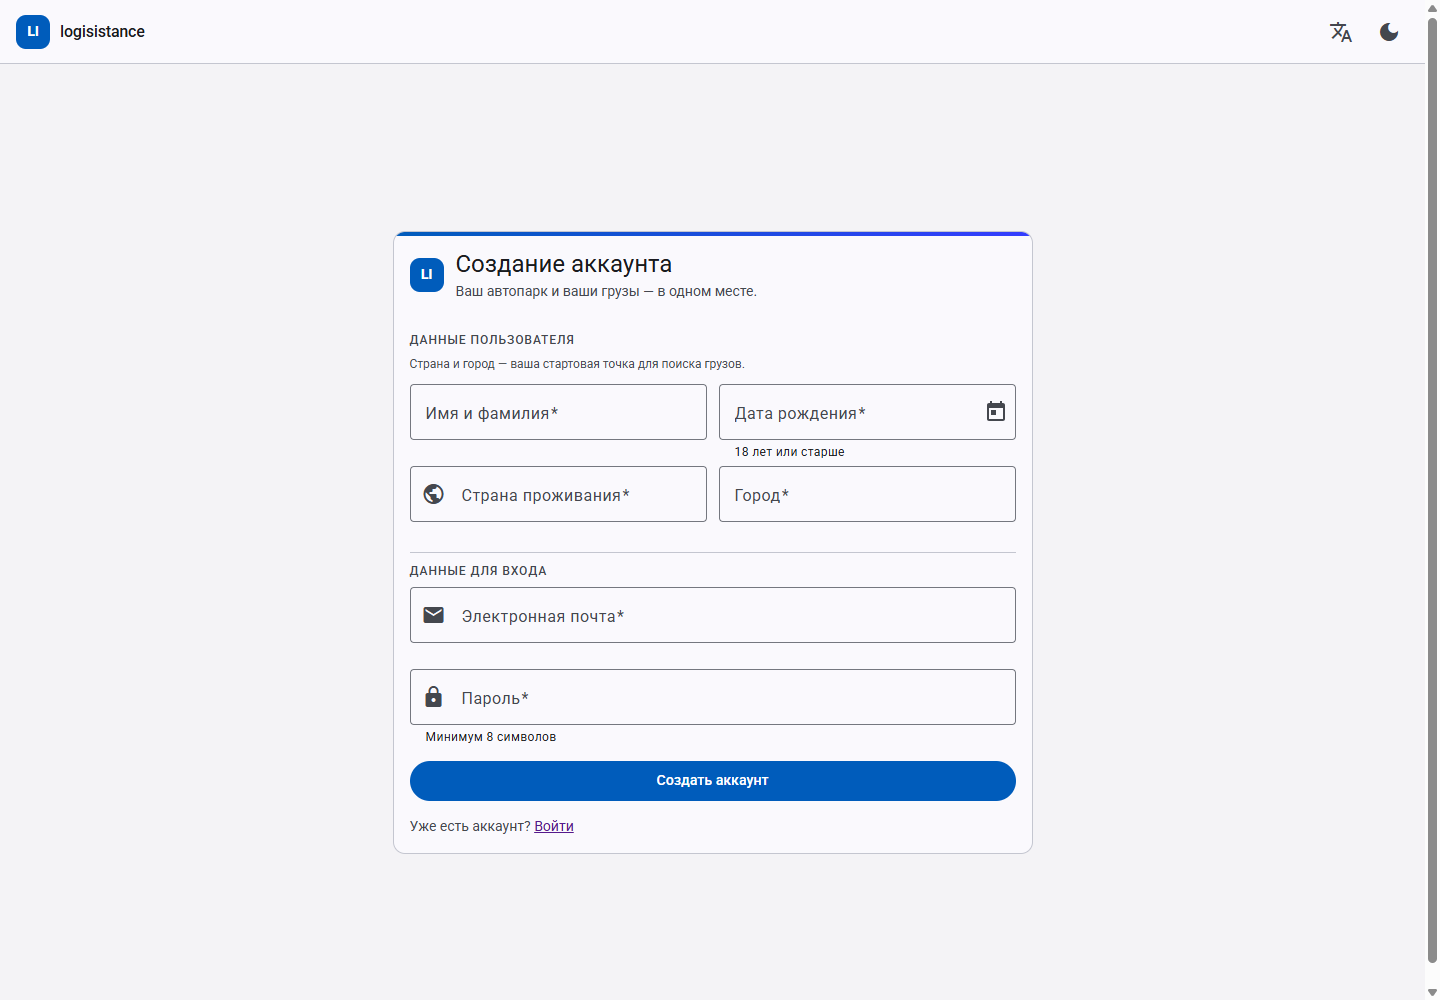 LI logisistance
LI
Создание аккаунта
Ваш автопарк и ваши грузы — в одном месте.
ДАННЫЕ ПОЛЬЗОВАТЕЛЯ
Страна и город — ваша стартовая точка для поиска грузов.
Имя и фамилия*
Дата рождения*
18 лет или старше
Страна проживания*
Город*
ДАННЫЕ ДЛЯ ВХОДА
Электронная почта*
Пароль*
Минимум 8 символов
Создать аккаунт
Уже есть аккаунт? Войти